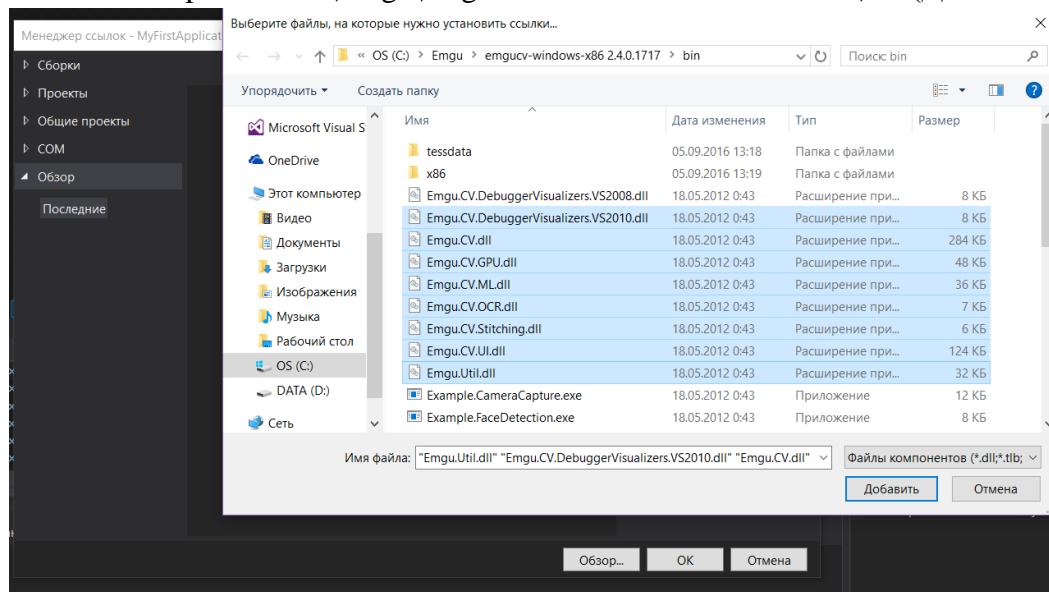 Выберите файлы, на которые нужно установить ссылки...
Менеджер ссылок - MyFirstApplicat
« OS (C:) > Emgu > emgucv-windows-x86 2.4.0.1717 > bin
Поиск: bin
Упорядочить
Создать папку
Сборки
Проекты
Общие проекты
COM
Обзор
Последние
Microsoft Visual S
OneDrive
Этот компьютер
Видео
Документы
Загрузки
Изображения
Музыка
Рабочий стол
OS (C:)
DATA (D:)
Сеть
Имя Дата изменения Тип Размер
tessdata 05.09.2016 13:18 Папка с файлами
x86 05.09.2016 13:19 Папка с файлами
Emgu.CV.DebuggerVisualizers.VS2008.dll 18.05.2012 0:43 Расширение при... 8 КБ
Emgu.CV.DebuggerVisualizers.VS2010.dll 18.05.2012 0:43 Расширение при... 8 КБ
Emgu.CV.dll 18.05.2012 0:43 Расширение при... 284 КБ
Emgu.CV.GPU.dll 18.05.2012 0:43 Расширение при... 48 КБ
Emgu.CV.ML.dll 18.05.2012 0:43 Расширение при... 36 КБ
Emgu.CV.OCR.dll 18.05.2012 0:43 Расширение при... 7 КБ
Emgu.CV.Stitching.dll 18.05.2012 0:43 Расширение при... 6 КБ
Emgu.CV.UI.dll 18.05.2012 0:43 Расширение при... 124 КБ
Emgu.Util.dll 18.05.2012 0:43 Расширение при... 32 КБ
Example.CameraCapture.exe 18.05.2012 0:43 Приложение 12 КБ
Example.FaceDetection.exe 18.05.2012 0:43 Приложение 8 КБ
Имя файла: "Emgu.Util.dll" "Emgu.CV.DebuggerVisualizers.VS2010.dll" "Emgu.CV.dll"
Файлы компонентов (*.dll;*.tlb;
Добавить Отмена
Обзор... ОК Отмена